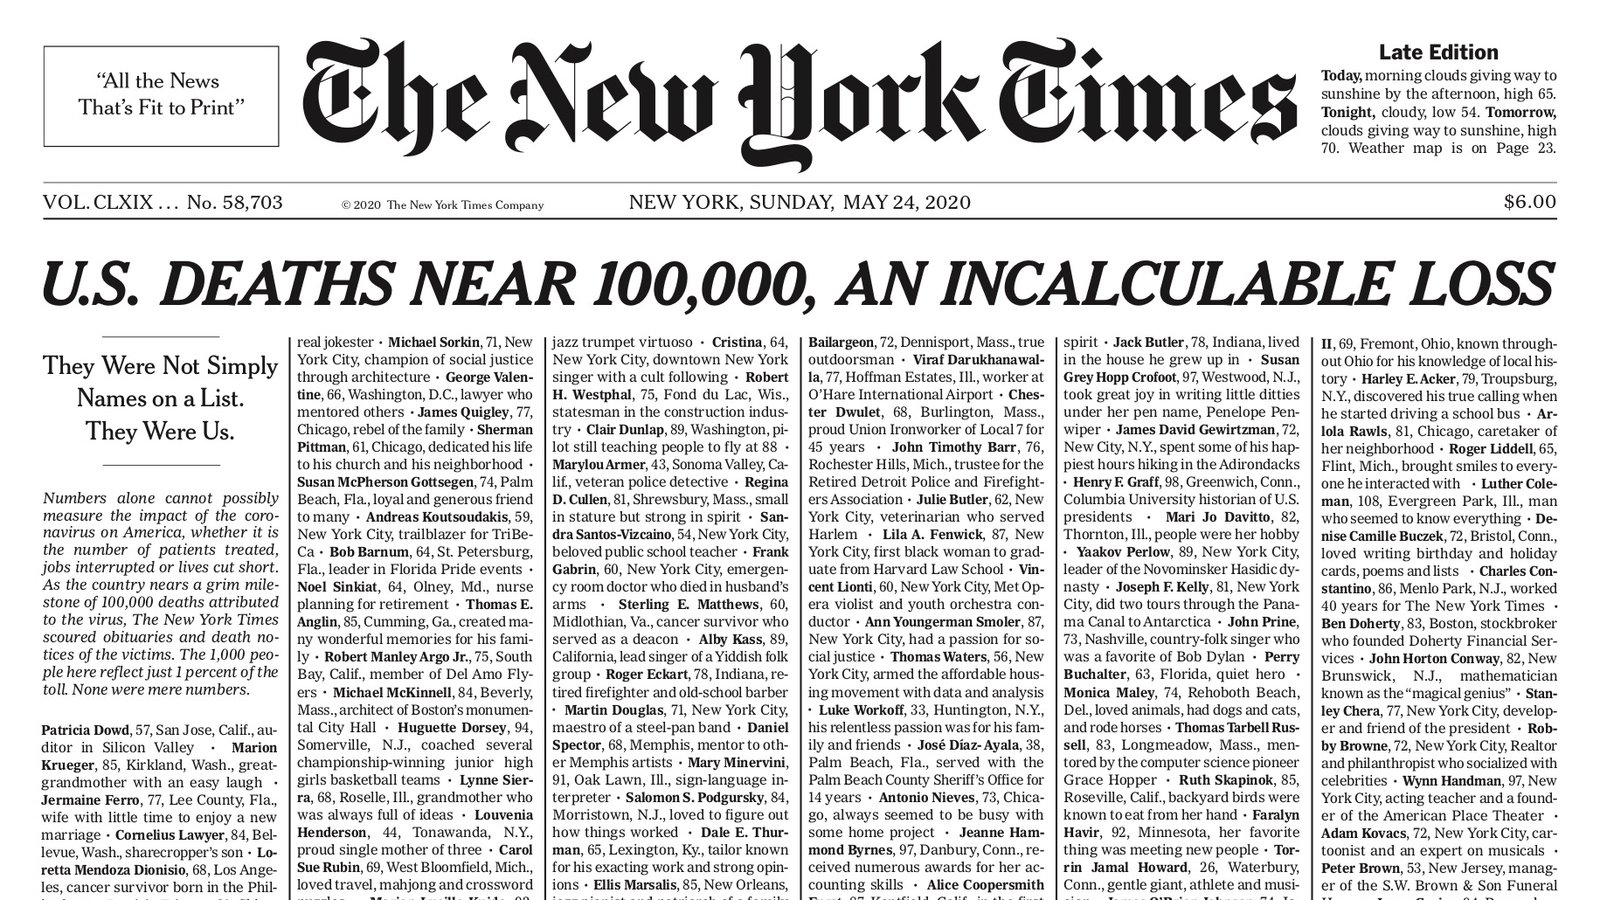 “All the News
That’s Fit to Print”
The New York Times
Late Edition
Today, morning clouds giving way to
sunshine by the afternoon, high 65.
Tonight, cloudy, low 54. Tomorrow,
clouds giving way to sunshine, high
70. Weather map is on Page 23.
VOL. CLXIX . . . No. 58,703
© 2020 The New York Times Company
NEW YORK, SUNDAY, MAY 24, 2020
$6.00
U.S. DEATHS NEAR 100,000, AN INCALCULABLE LOSS
They Were Not Simply
Names on a List.
They Were Us.
Numbers alone cannot possibly
measure the impact of the coro-
navirus on America, whether it is
the number of patients treated,
jobs interrupted or lives cut short.
As the country nears a grim mile-
stone of 100,000 deaths attributed
to the virus, The New York Times
scoured obituaries and death no-
tices of the victims. The 1,000 peo-
ple here reflect just 1 percent of the
toll. None were mere numbers.
Patricia Dowd, 57, San Jose, Calif., au-
ditor in Silicon Valley · Marion
Krueger, 85, Kirkland, Wash., great-
grandmother with an easy laugh ·
Jermaine Ferro, 77, Lee County, Fla.,
wife with little time to enjoy a new
marriage · Cornelius Lawyer, 84, Bel-
levue, Wash., sharecropper’s son · Lo-
retta Mendoza Dionisio, 68, Los Ange-
les, cancer survivor born in the Phil-
real jokester · Michael Sorkin, 71, New
York City, champion of social justice
through architecture · George Valen-
tine, 66, Washington, D.C., lawyer who
mentored others · James Quigley, 77,
Chicago, rebel of the family · Sherman
Pittman, 61, Chicago, dedicated his life
to his church and his neighborhood ·
Susan McPherson Gottsegen, 74, Palm
Beach, Fla., loyal and generous friend
to many · Andreas Koutsoudakis, 59,
New York City, trailblazer for TriBe-
Ca · Bob Barnum, 64, St. Petersburg,
Fla., leader in Florida Pride events ·
Noel Sinkiat, 64, Olney, Md., nurse
planning for retirement · Thomas E.
Anglin, 85, Cumming, Ga., created ma-
ny wonderful memories for his fami-
ly · Robert Manley Argo Jr., 75, South
Bay, Calif., member of Del Amo Fly-
ers · Michael McKinnell, 84, Beverly,
Mass., architect of Boston’s monumen-
tal City Hall · Huguette Dorsey, 94,
Somerville, N.J., coached several
championship-winning junior high
girls basketball teams · Lynne Sier-
ra, 68, Roselle, Ill., grandmother who
was always full of ideas · Louvenia
Henderson, 44, Tonawanda, N.Y.,
proud single mother of three · Carol
Sue Rubin, 69, West Bloomfield, Mich.,
loved travel, mahjong and crossword
jazz trumpet virtuoso · Cristina, 64,
New York City, downtown New York
singer with a cult following · Robert
H. Westphal, 75, Fond du Lac, Wis.,
statesman in the construction indus-
try · Clair Dunlap, 89, Washington, pi-
lot still teaching people to fly at 88 ·
Marylou Armer, 43, Sonoma Valley, Ca-
lif., veteran police detective · Regina
D. Cullen, 81, Shrewsbury, Mass., small
in stature but strong in spirit · San-
dra Santos-Vizcaino, 54, New York City,
beloved public school teacher · Frank
Gabrin, 60, New York City, emergen-
cy room doctor who died in husband’s
arms · Sterling E. Matthews, 60,
Midlothian, Va., cancer survivor who
served as a deacon · Alby Kass, 89,
California, lead singer of a Yiddish folk
group · Roger Eckart, 78, Indiana, re-
tired firefighter and old-school barber
· Martin Douglas, 71, New York City,
maestro of a steel-pan band · Daniel
Spector, 68, Memphis, mentor to oth-
er Memphis artists · Mary Minervini,
91, Oak Lawn, Ill., sign-language in-
terpreter · Salomon S. Podgursky, 84,
Morristown, N.J., loved to figure out
how things worked · Dale E. Thur-
man, 65, Lexington, Ky., tailor known
for his exacting work and strong opin-
ions · Ellis Marsalis, 85, New Orleans,
Bailargeon, 72, Dennisport, Mass., true
outdoorsman · Viraf Darukhanawal-
la, 77, Hoffman Estates, Ill., worker at
O’Hare International Airport · Ches-
ter Dwulet, 68, Burlington, Mass.,
proud Union Ironworker of Local 7 for
45 years · John Timothy Barr, 76,
Rochester Hills, Mich., trustee for the
Retired Detroit Police and Firefight-
ers Association · Julie Butler, 62, New
York City, veterinarian who served
Harlem · Lila A. Fenwick, 87, New
York City, first black woman to grad-
uate from Harvard Law School · Vin-
cent Lionti, 60, New York City, Met Op-
era violist and youth orchestra con-
ductor · Ann Youngerman Smoler, 87,
New York City, had a passion for so-
cial justice · Thomas Waters, 56, New
York City, armed the affordable hous-
ing movement with data and analysis
· Luke Workoff, 33, Huntington, N.Y.,
his relentless passion was for his fam-
ily and friends · José Díaz-Ayala, 38,
Palm Beach, Fla., served with the
Palm Beach County Sheriff’s Office for
14 years · Antonio Nieves, 73, Chica-
go, always seemed to be busy with
some home project · Jeanne Ham-
mond Byrnes, 97, Danbury, Conn., re-
ceived numerous awards for her ac-
counting skills · Alice Coopersmith
spirit · Jack Butler, 78, Indiana, lived
in the house he grew up in · Susan
Grey Hopp Crofoot, 97, Westwood, N.J.,
took great joy in writing little ditties
under her pen name, Penelope Pen-
wiper · James David Gewirtzman, 72,
New City, N.Y., spent some of his hap-
piest hours hiking in the Adirondacks
· Henry F. Graff, 98, Greenwich, Conn.,
Columbia University historian of U.S.
presidents · Mari Jo Davitto, 82,
Thornton, Ill., people were her hobby
· Yaakov Perlow, 89, New York City,
leader of the Novominsker Hasidic dy-
nasty · Joseph F. Kelly, 81, New York
City, did two tours through the Pana-
ma Canal to Antarctica · John Prine,
73, Nashville, country-folk singer who
was a favorite of Bob Dylan · Perry
Buchalter, 63, Florida, quiet hero ·
Monica Maley, 74, Rehoboth Beach,
Del., loved animals, had dogs and cats,
and rode horses · Thomas Tarbell Rus-
sell, 83, Longmeadow, Mass., men-
tored by the computer science pioneer
Grace Hopper · Ruth Skapinok, 85,
Roseville, Calif., backyard birds were
known to eat from her hand · Faralyn
Havir, 92, Minnesota, her favorite
thing was meeting new people · Tor-
rin Jamal Howard, 26, Waterbury,
Conn., gentle giant, athlete and musi-
II, 69, Fremont, Ohio, known through-
out Ohio for his knowledge of local his-
tory · Harley E. Acker, 79, Troupsburg,
N.Y., discovered his true calling when
he started driving a school bus · Ar-
lola Rawls, 81, Chicago, caretaker of
her neighborhood · Roger Liddell, 65,
Flint, Mich., brought smiles to every-
one he interacted with · Luther Cole-
man, 108, Evergreen Park, Ill., man
who seemed to know everything · De-
nise Camille Buczek, 72, Bristol, Conn.,
loved writing birthday and holiday
cards, poems and lists · Charles Con-
stantino, 86, Menlo Park, N.J., worked
40 years for The New York Times ·
Ben Doherty, 83, Boston, stockbroker
who founded Doherty Financial Ser-
vices · John Horton Conway, 82, New
Brunswick, N.J., mathematician
known as the “magical genius” · Stan-
ley Chera, 77, New York City, develop-
er and friend of the president · Rob-
by Browne, 72, New York City, Realtor
and philanthropist who socialized with
celebrities · Wynn Handman, 97, New
York City, acting teacher and a found-
er of the American Place Theater ·
Adam Kovacs, 72, New York City, car-
toonist and an expert on musicals ·
Peter Brown, 53, New Jersey, manag-
er of the S.W. Brown & Son Funeral